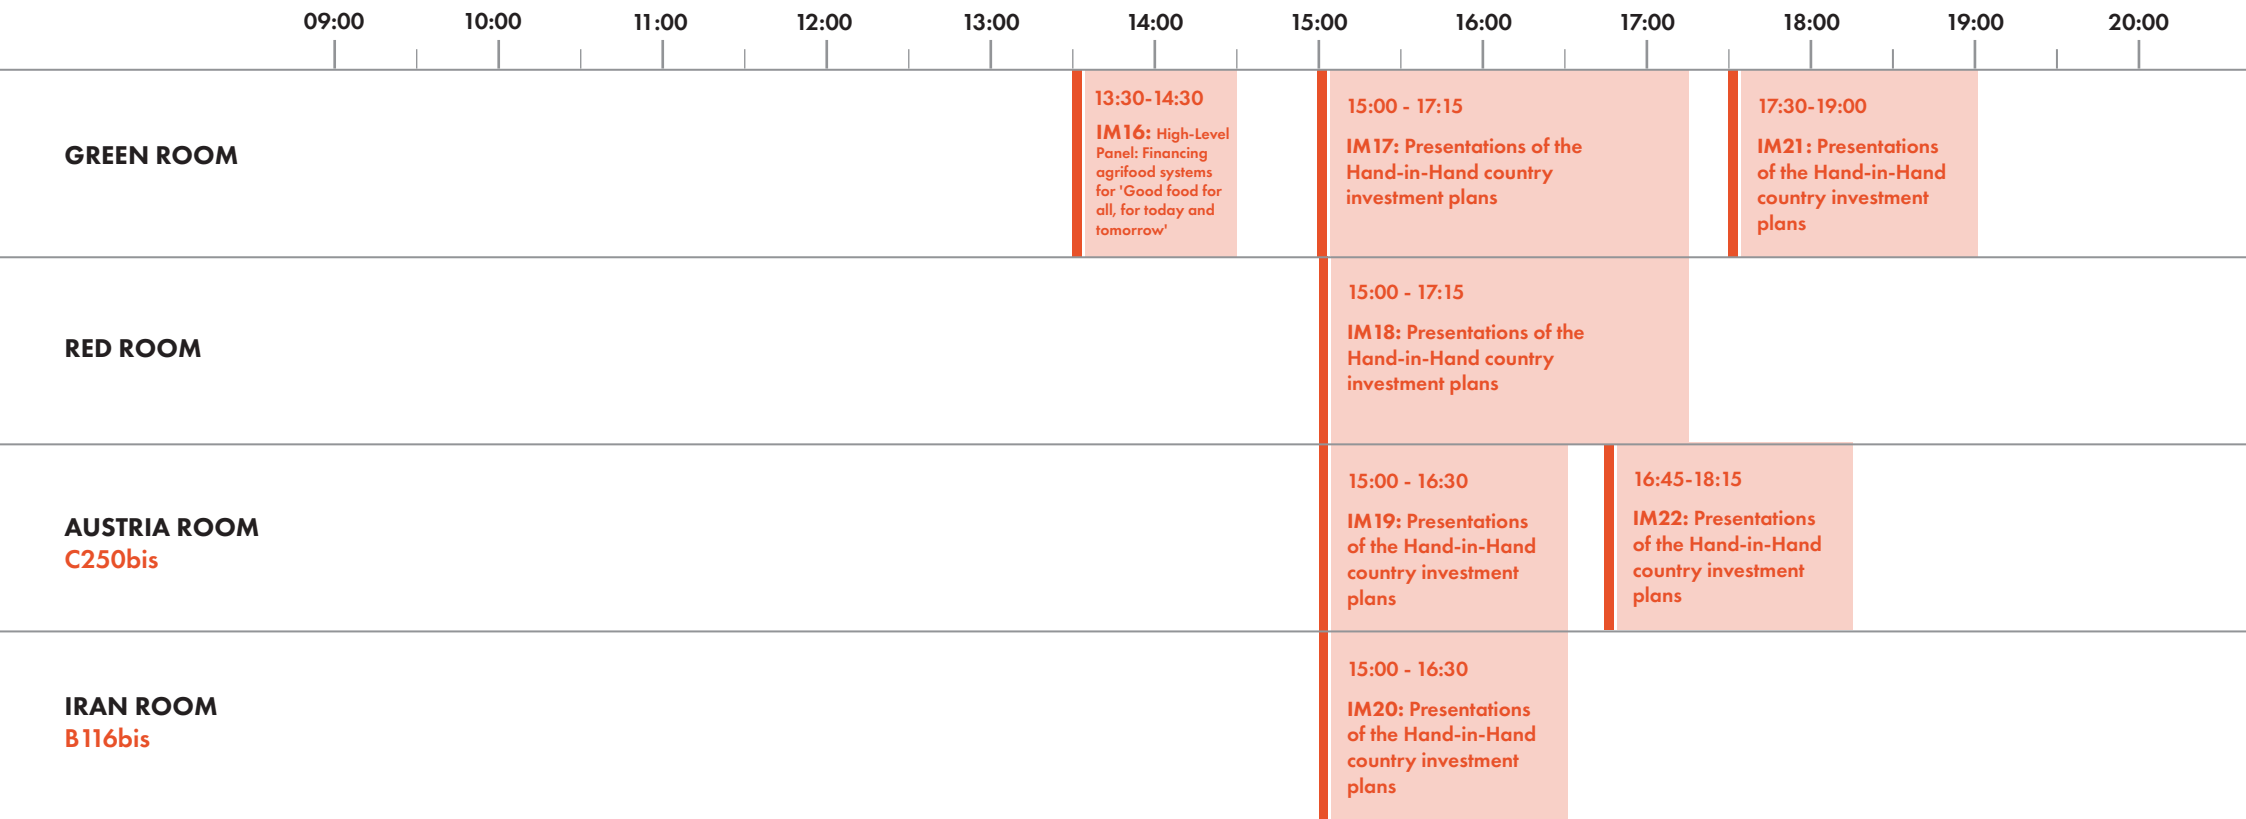 09:00 10:00 11:00 12:00 13:00 14:00 15:00 16:00 17:00 18:00 19:00 20:00
GREEN ROOM
13:30-14:30
IM16: High-Level
Panel: Financing
agrifood systems
for 'Good food for
all, for today and
tomorrow'
15:00 - 17:15
IM17: Presentations of the
Hand-in-Hand country
investment plans
17:30-19:00
IM21: Presentations
of the Hand-in-Hand
country investment
plans
RED ROOM
15:00 - 17:15
IM18: Presentations of the
Hand-in-Hand country
investment plans
AUSTRIA ROOM
C250bis
15:00 - 16:30
IM19: Presentations
of the Hand-in-Hand
country investment
plans
16:45-18:15
IM22: Presentations
of the Hand-in-Hand
country investment
plans
IRAN ROOM
B116bis
15:00 - 16:30
IM20: Presentations
of the Hand-in-Hand
country investment
plans